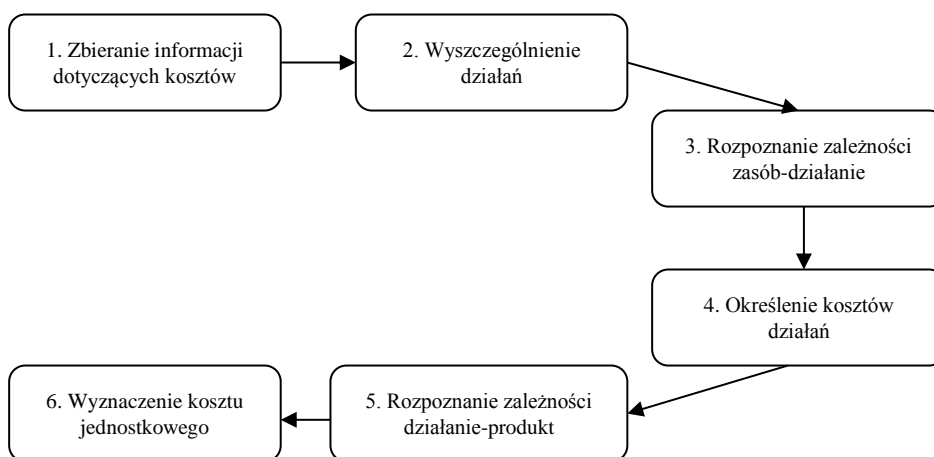 1. Zbieranie informacji
dotyczących kosztów
2. Wyszczególnienie
działań
3. Rozpoznanie zależności
zasób-działanie
4. Określenie kosztów
działań
5. Rozpoznanie zależności
działanie-produkt
6. Wyznaczenie kosztu
jednostkowego